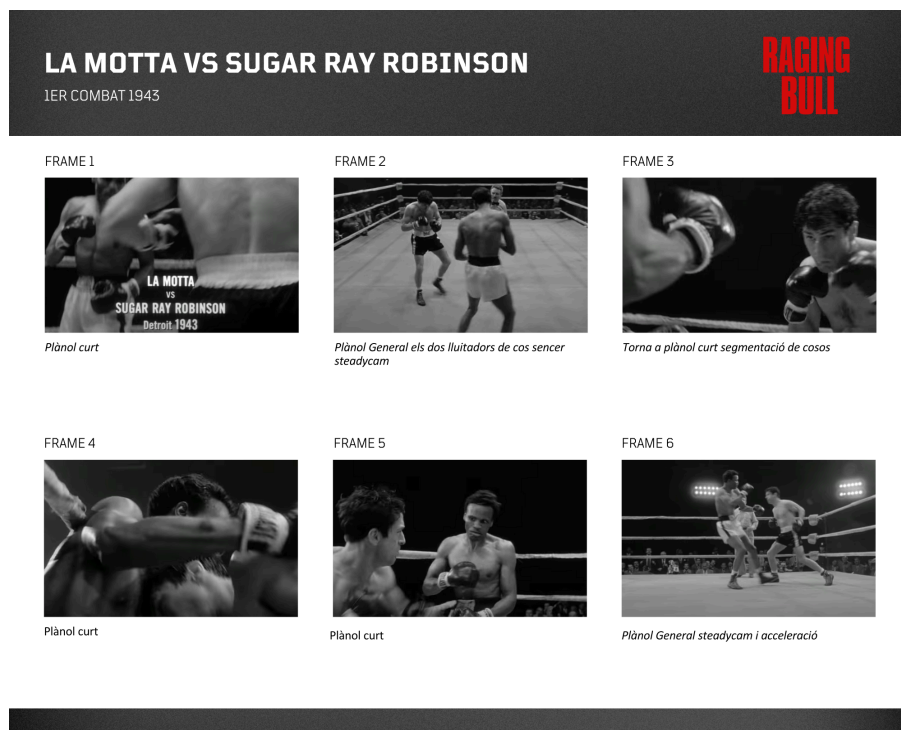 LA MOTTA VS SUGAR RAY ROBINSON
1ER COMBAT 1943
RAGING
BULL
FRAME 1
FRAME 2
FRAME 3
LA MOTTA
VS
SUGAR RAY ROBINSON
Detroit 1943
Plànol curt
Plànol General els dos lluitadors de cos sencer
steadycam
Torna a plànol curt segmentació de cosos
FRAME 4
FRAME 5
FRAME 6
Plànol curt
Plànol curt
Plànol General steadycam i acceleració